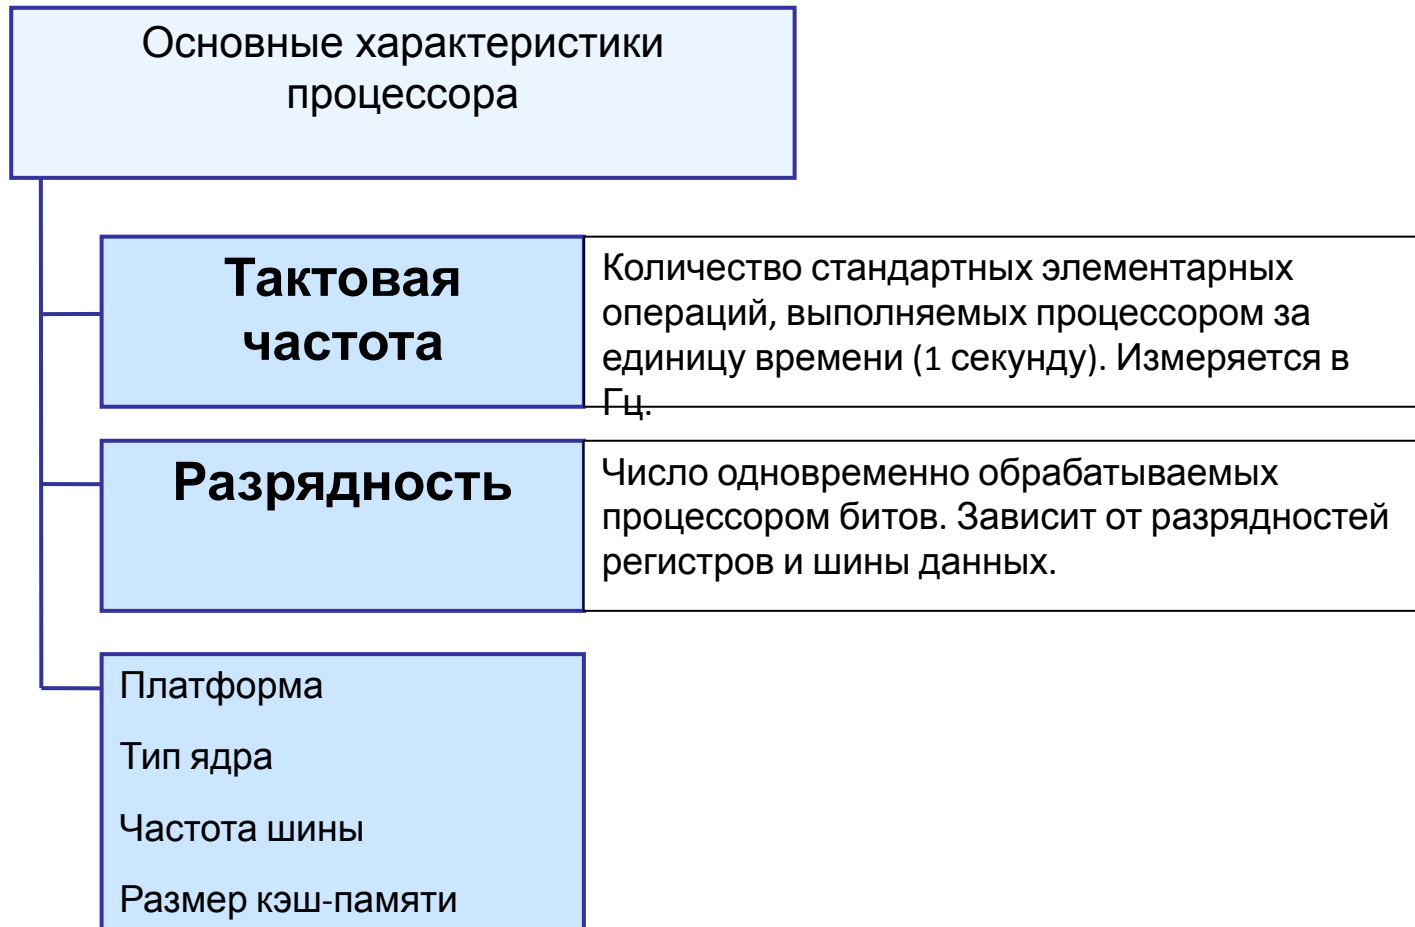 Основные характеристики
процессора
Тактовая
частота
Количество стандартных элементарных
операций, выполняемых процессором за
единицу времени (1 секунду). Измеряется в
Гц.
Разрядность
Число одновременно обрабатываемых
процессором битов. Зависит от разрядностей
регистров и шины данных.
Платформа
Тип ядра
Частота шины
Размер кэш-памяти